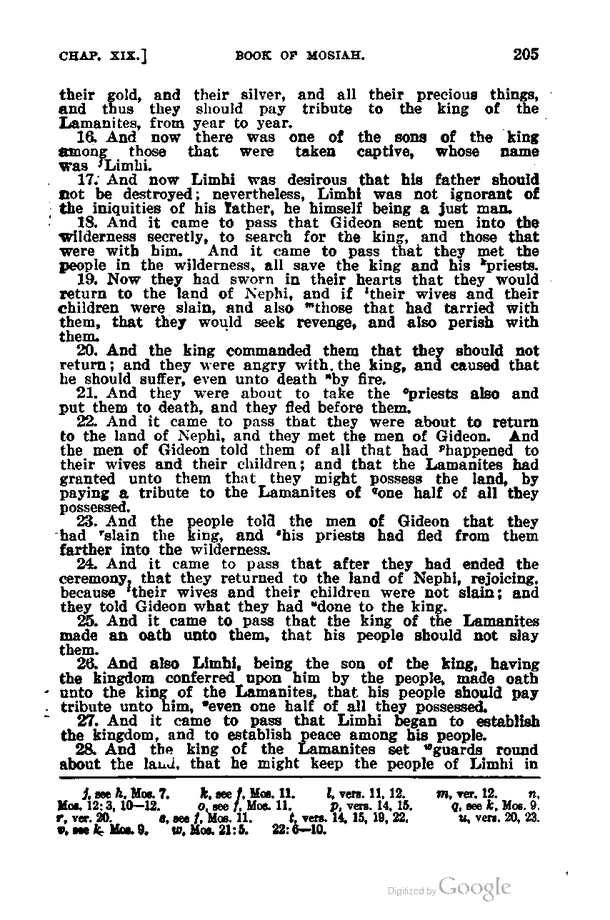 CHAP. XIX.] BOOK OF MOSIAH. 205
their gold, and their silver, and all their precious things,
and thus they should pay tribute to the king of the
Lamanites, from year to year.
16. And now there was one of the sons of the king
among those that were taken captive, whose name
was ʲLimhi.
17. And now Limhi was desirous that his father should
not be destroyed; nevertheless, Limhi was not ignorant of
the iniquities of his father, he himself being a just man.
18. And it came to pass that Gideon sent men into the
wilderness secretly, to search for the king, and those that
were with him. And it came to pass that they met the
people in the wilderness, all save the king and his ᵏpriests.
19. Now they had sworn in their hearts that they would
return to the land of Nephi, and if ˡtheir wives and their
children were slain, and also ᵐthose that had tarried with
them, that they would seek revenge, and also perish with
them.
20. And the king commanded them that they should not
return; and they were angry with the king, and caused that
he should suffer, even unto death ⁿby fire.
21. And they were about to take the ᵒpriests also and
put them to death, and they fled before them.
22. And it came to pass that they were about to return
to the land of Nephi, and they met the men of Gideon. And
the men of Gideon told them of all that had ᵖhappened to
their wives and their children; and that the Lamanites had
granted unto them that they might possess the land, by
paying a tribute to the Lamanites of qone half of all they
possessed.
23. And the people told the men of Gideon that they
had ʳslain the king, and ˢhis priests had fled from them
farther into the wilderness.
24. And it came to pass that after they had ended the
ceremony, that they returned to the land of Nephi, rejoicing,
because ᵗtheir wives and their children were not slain; and
they told Gideon what they had ᵘdone to the king.
25. And it came to pass that the king of the Lamanites
made an oath unto them, that his people should not slay
them.
26. And also Limhi, being the son of the king, having
the kingdom conferred upon him by the people, made oath
unto the king of the Lamanites, that his people should pay
tribute unto him, ᵛeven one half of all they possessed.
27. And it came to pass that Limhi began to establish
the kingdom, and to establish peace among his people.
28. And the king of the Lamanites set ʷguards round
about the land, that he might keep the people of Limhi in
j, see h, Mos. 7. k, see f, Mos. 11. l, vers. 11, 12. m, ver. 12. n,
Mos. 12:3, 10—12. o, see f, Mos. 11. p, vers. 14, 15. q, see k, Mos. 9.
r, ver. 20. s, see f, Mos. 11. t, vers. 14, 15, 19, 22. u, vers. 20, 23.
v, see k, Mos. 9. w, Mos. 21:5. 22:6—10.
Digitized by Google